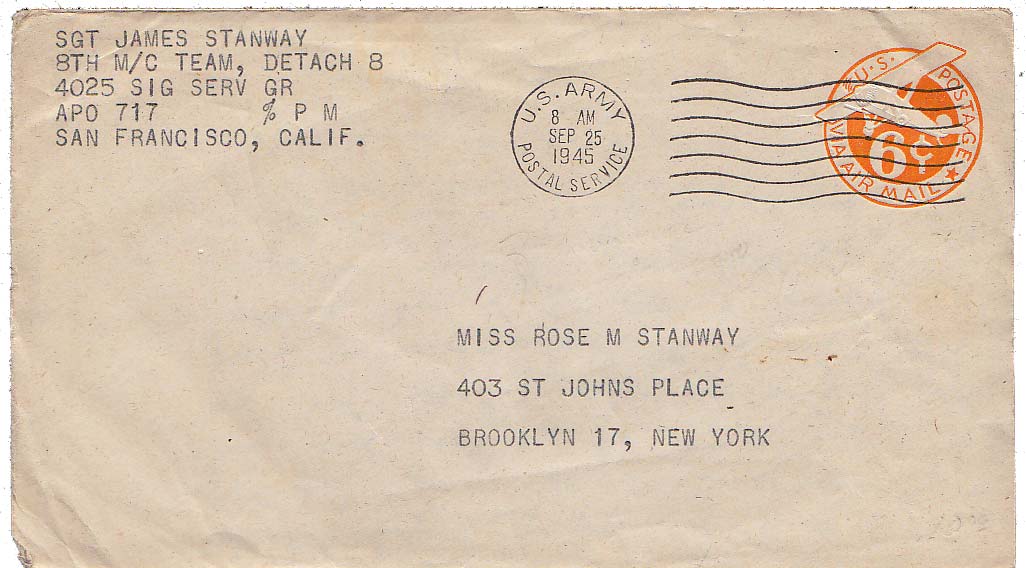 SGT JAMES STANWAY
8TH M/C TEAM, DETACH 8
4025 SIG SERV GR
APO 717 % P M
SAN FRANCISCO, CALIF.
U.S. ARMY
8 AM
SEP 25
1945
POSTAL SERVICE
U.S. POSTAGE
6¢
VIA AIR MAIL
MISS ROSE M STANWAY
403 ST JOHNS PLACE
BROOKLYN 17, NEW YORK